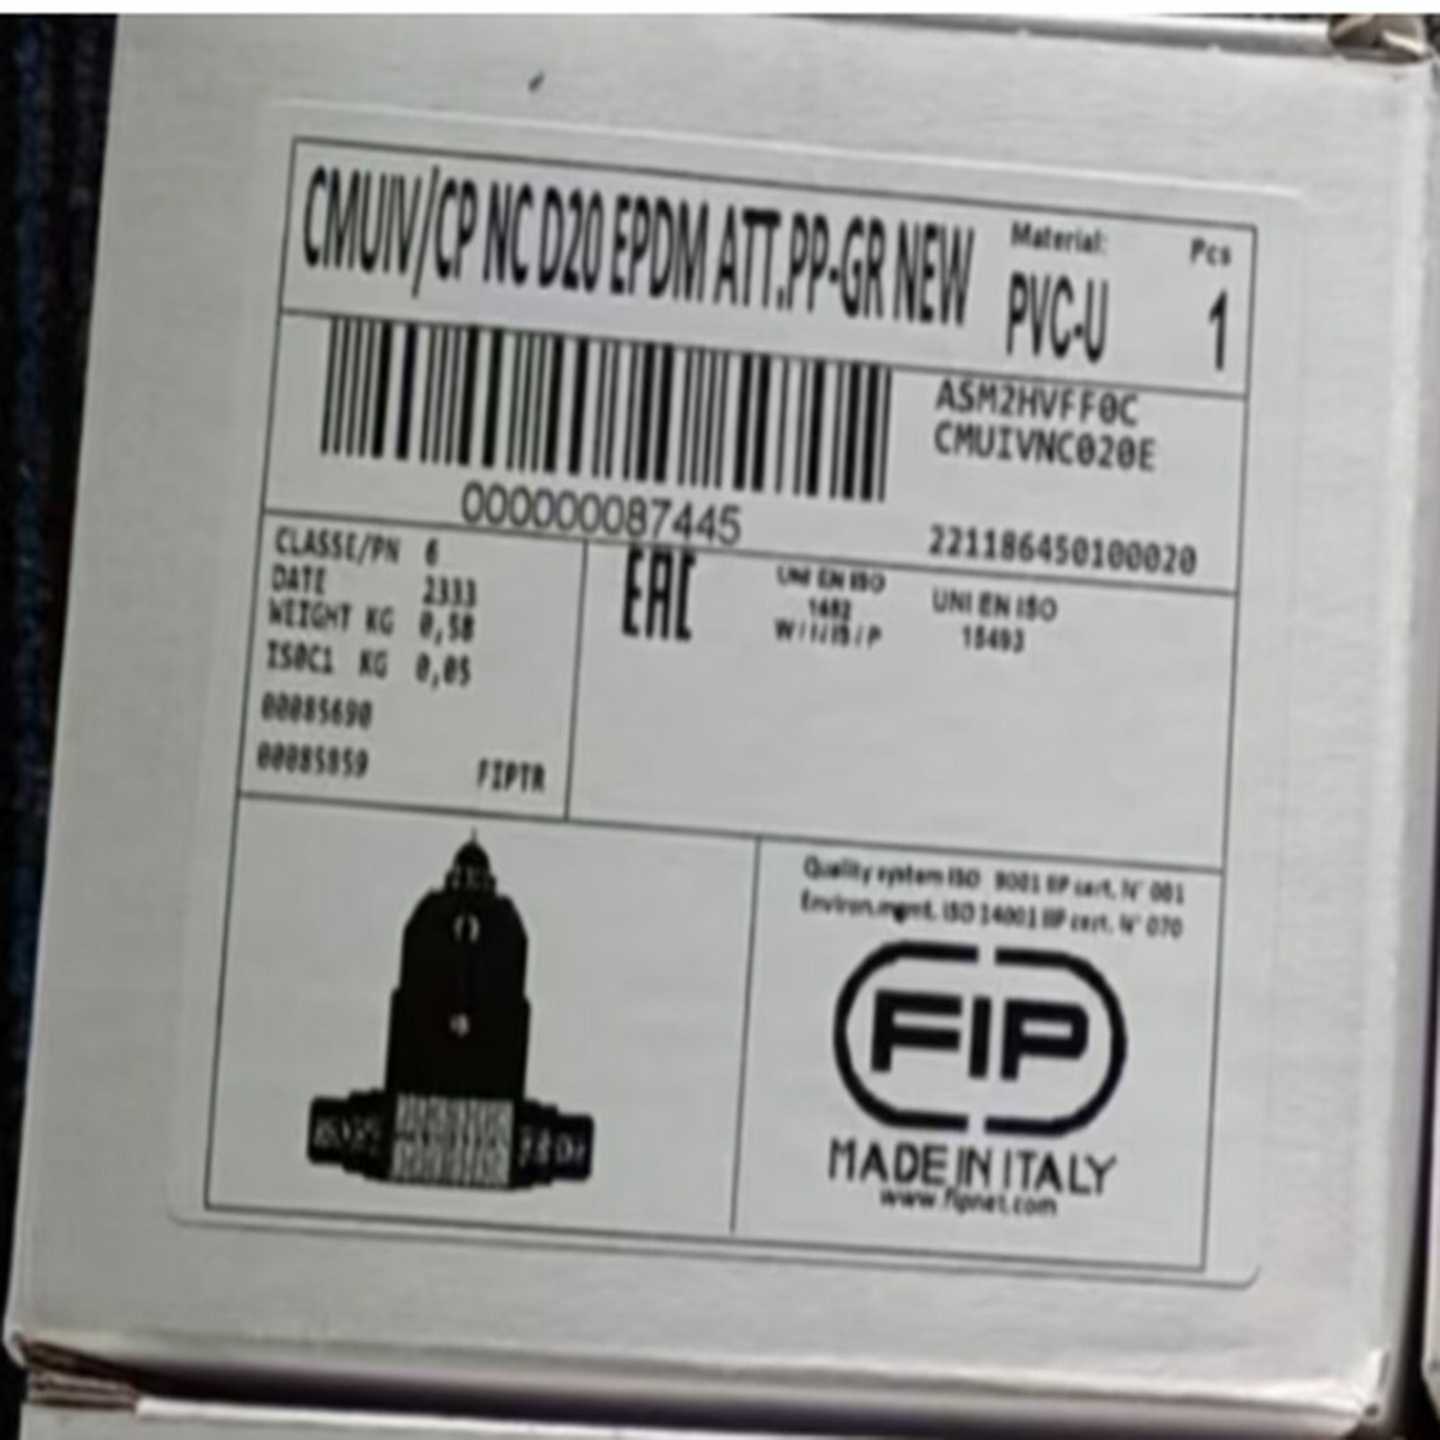 CMUIV/CP NC D20 EPDM ATT.PP-GR NEW
Material:
PVC-U
Pcs
1
ASM2HVFF0C
CMUIVNC020E
000000087445
221186450100020
CLASSE/PN 6
DATE 2333
WEIGHT KG 0,58
ISOC1 KG 0,05
00085690
00085859
FIPTR
EAC
UNI EN ISO
1452
UNI EN ISO
15493
Quality system ISO 9001 IIP cert. N° 001
Environ.mgmt. ISO 14001 IIP cert. N° 070
FIP
MADE IN ITALY
www.fipnet.com